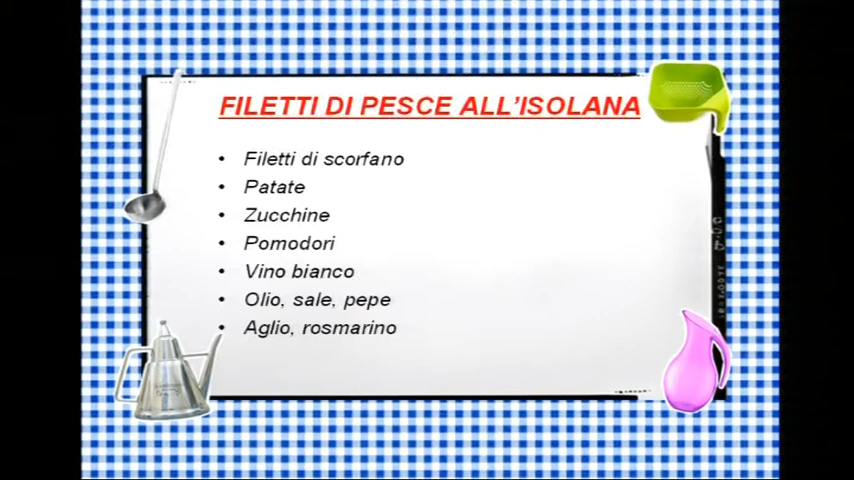 FILETTI DI PESCE ALL'ISOLANA
• Filetti di scorfano
• Patate
• Zucchine
• Pomodori
• Vino bianco
• Olio, sale, pepe
• Aglio, rosmarino